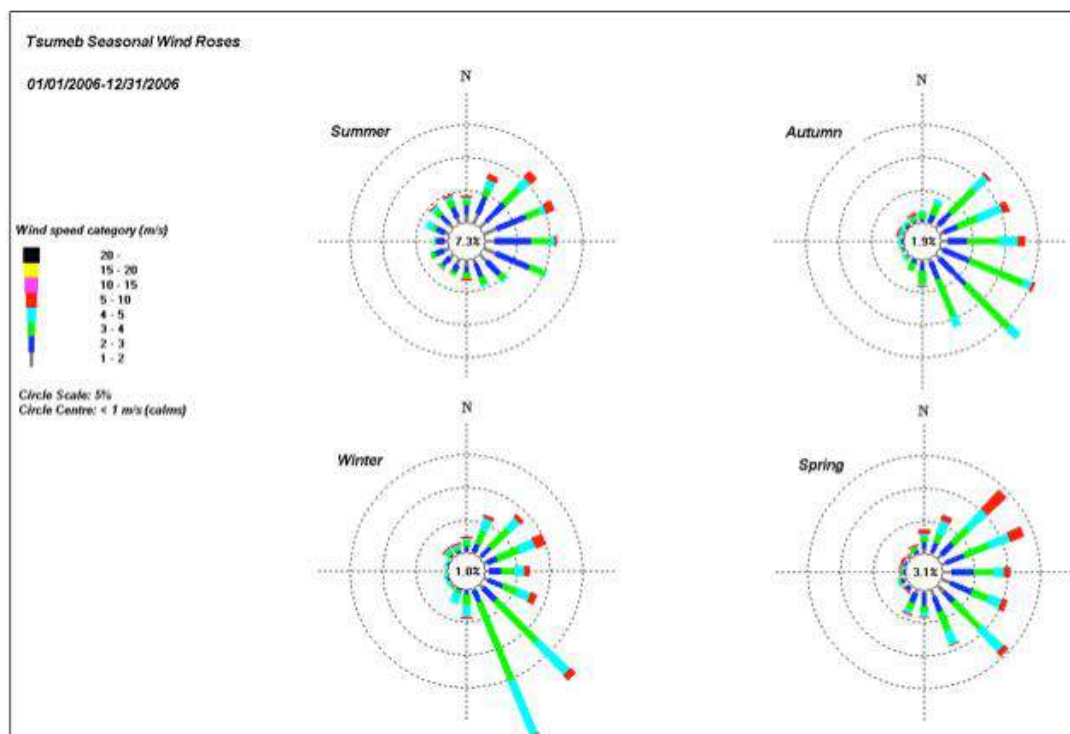 Tsumeb Seasonal Wind Roses
01/01/2006-12/31/2006
N
N
Summer
Autumn
7.3%
1.9%
Wind speed category (m/s)
20 -
15 - 20
10 - 15
5 - 10
4 - 5
3 - 4
2 - 3
1 - 2
Circle Scale: 5%
Circle Centre: < 1 m/s (calms)
N
N
Winter
Spring
1.0%
3.1%